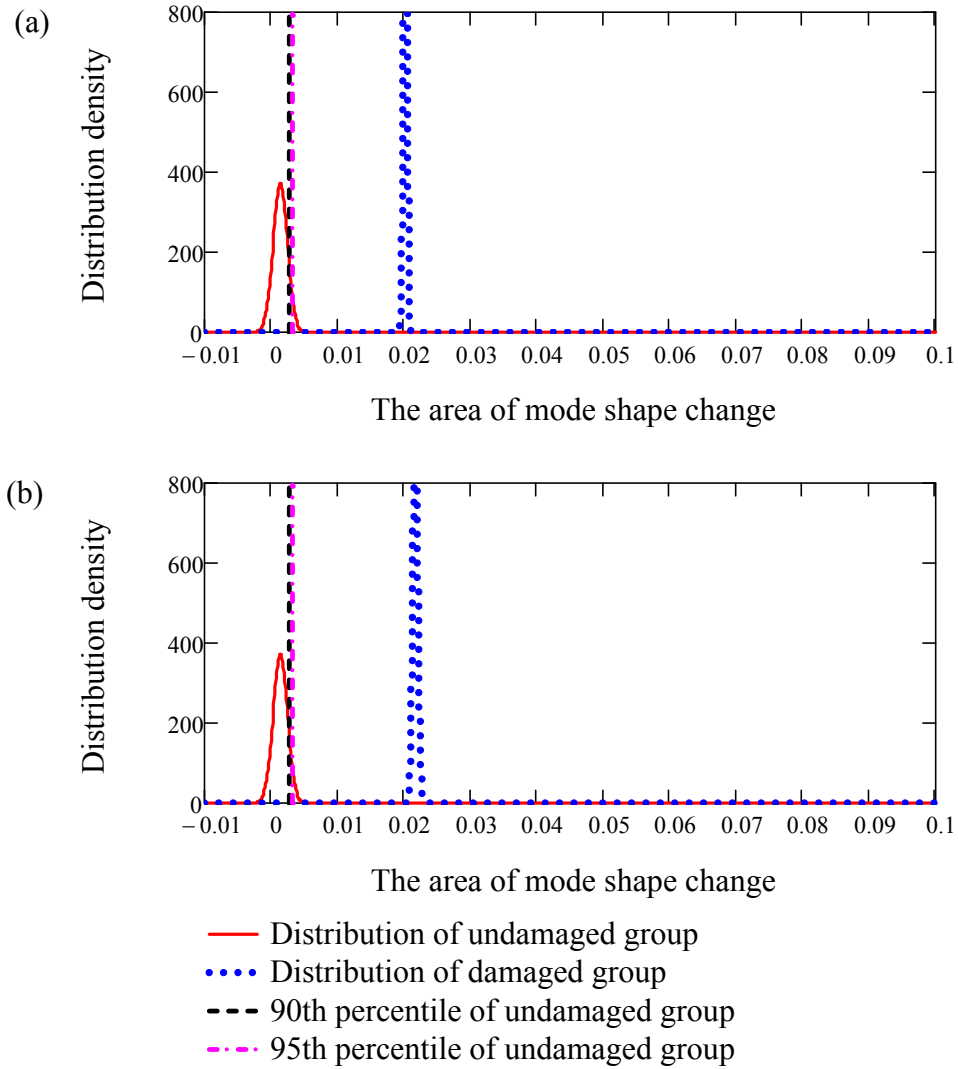 (a)
Distribution density
800
600
400
200
0
−0.01 0 0.01 0.02 0.03 0.04 0.05 0.06 0.07 0.08 0.09 0.1
The area of mode shape change
(b)
Distribution density
800
600
400
200
0
−0.01 0 0.01 0.02 0.03 0.04 0.05 0.06 0.07 0.08 0.09 0.1
The area of mode shape change
Distribution of undamaged group
Distribution of damaged group
90th percentile of undamaged group
95th percentile of undamaged group